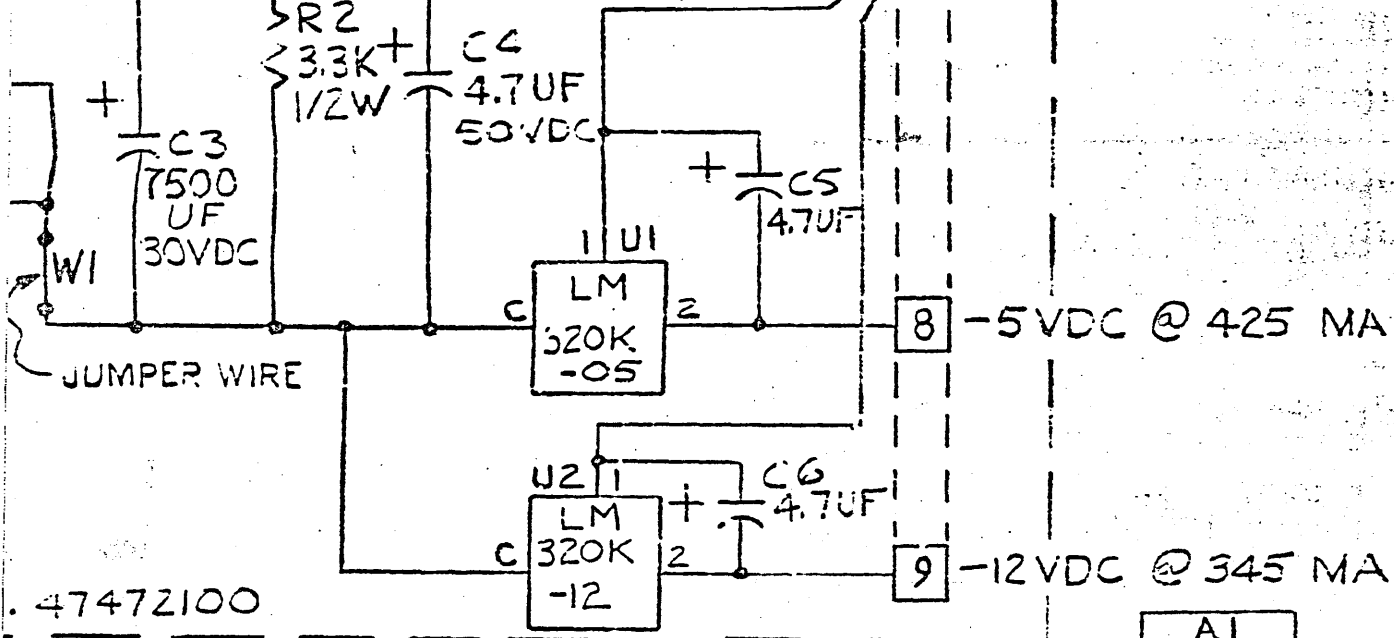 R2
3.3K
1/2W
+
C4
4.7UF
50VDC
+
C3
7500
UF
30VDC
+
C5
4.7UF
W1
1 U1
C
LM
320K
-05
2
8
-5VDC @ 425 MA
JUMPER WIRE
U2 1
C
LM
320K
-12
2
+
C6
4.7UF
9
-12VDC @ 345 MA
. 47472100
A1